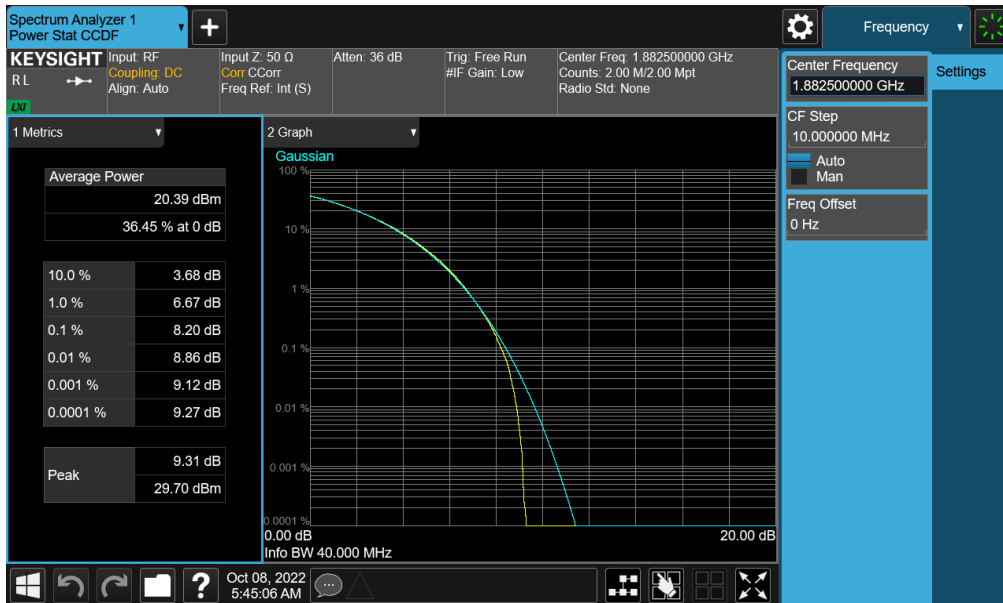 Spectrum Analyzer 1
Power Stat CCDF
+
Frequency
KEYSIGHT
R L
LXI
Input: RF
Coupling: DC
Align: Auto
Input Z: 50 Ω
Corr CCorr
Freq Ref: Int (S)
Atten: 36 dB
Trig: Free Run
#IF Gain: Low
Center Freq: 1.882500000 GHz
Counts: 2.00 M/2.00 Mpt
Radio Std: None
Center Frequency
1.882500000 GHz
Settings
CF Step
10.000000 MHz
Auto
Man
Freq Offset
0 Hz
1 Metrics
Average Power
20.39 dBm
36.45 % at 0 dB
10.0 % 3.68 dB
1.0 % 6.67 dB
0.1 % 8.20 dB
0.01 % 8.86 dB
0.001 % 9.12 dB
0.0001 % 9.27 dB
Peak
9.31 dB
29.70 dBm
2 Graph
Gaussian
100 %
10 %
1 %
0.1 %
0.01 %
0.001 %
0.0001 %
0.00 dB 20.00 dB
Info BW 40.000 MHz
?
Oct 08, 2022
5:45:06 AM